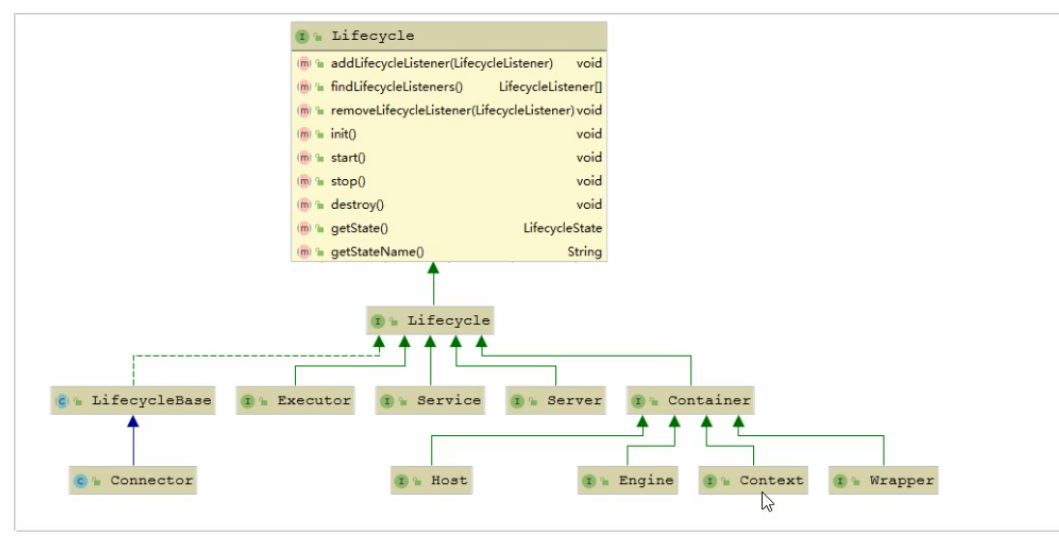 Lifecycle
addLifecycleListener(LifecycleListener) void
findLifecycleListeners() LifecycleListener[]
removeLifecycleListener(LifecycleListener) void
init() void
start() void
stop() void
destroy() void
getState() LifecycleState
getStateName() String
Lifecycle
LifecycleBase Executor Service Server Container
Connector Host Engine Context Wrapper